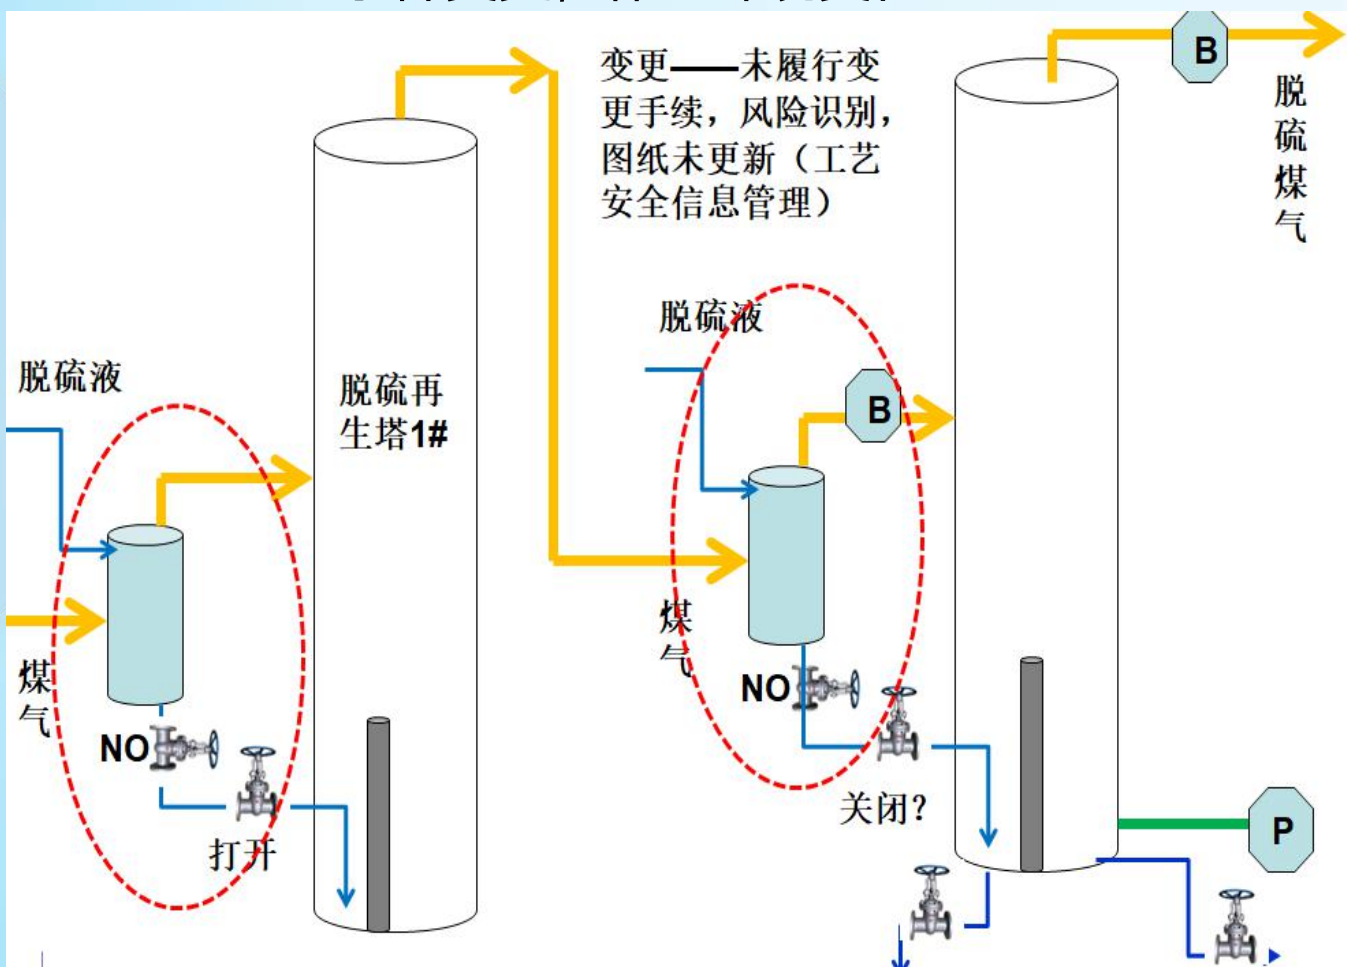 变更——未履行变
更手续，风险识别，
图纸未更新（工艺
安全信息管理）
B
脱
硫
煤
气
脱硫液
脱硫液
脱硫再
生塔1#
B
煤
气
煤
气
NO
NO
打开
关闭？
P